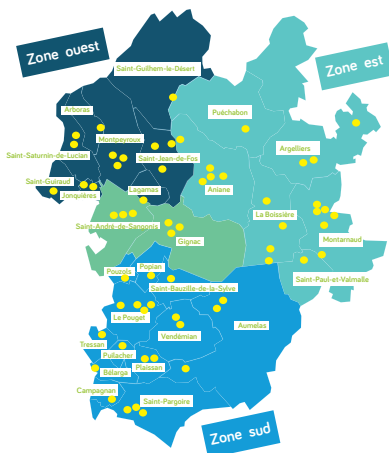 Zone ouest
Zone est
Saint-Guilhem-le-Désert
Arboras
Puéchabon
Montpeyroux
Argelliers
Saint-Saturnin-de-Lucian
Saint-Jean-de-Fos
Saint-Guiraud
Aniane
Jonquières
Lagamas
La Boissière
Saint-André-de-Sangonis
Gignac
Montarnaud
Popian
Pouzols
Saint-Paul-et-Valmalle
Saint-Bauzille-de-la-Sylve
Le Pouget
Aumelas
Vendémian
Tressan
Puilacher
Plaissan
Bélarga
Campagnan
Saint-Pargoire
Zone sud